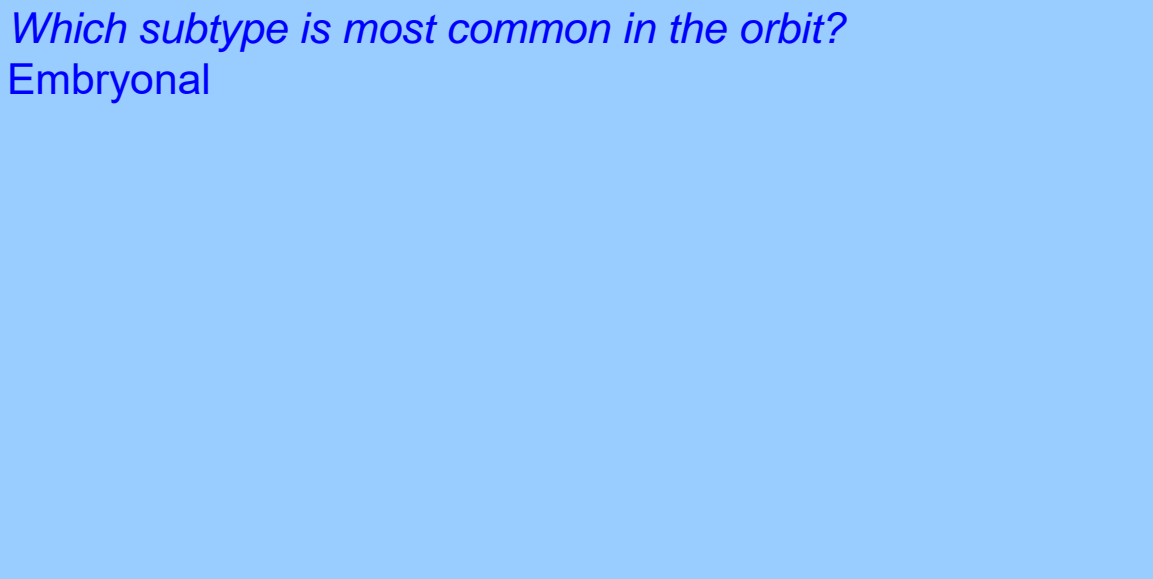 Which subtype is most common in the orbit?
Embryonal